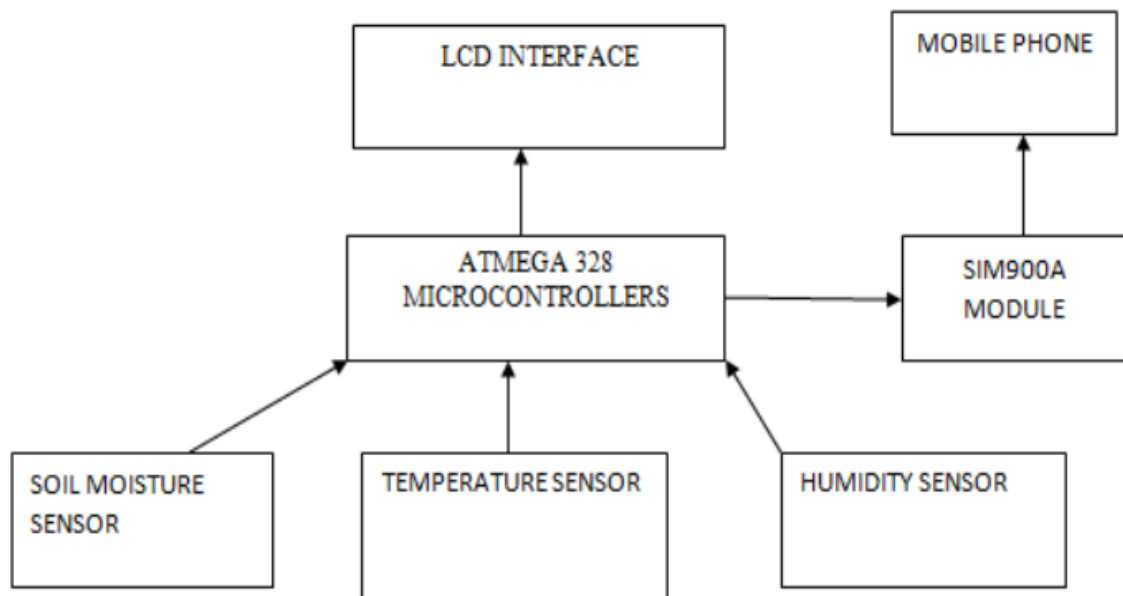 LCD INTERFACE
MOBILE PHONE
ATMEGA 328
MICROCONTROLLERS
SIM900A
MODULE
SOIL MOISTURE
SENSOR
TEMPERATURE SENSOR
HUMIDITY SENSOR